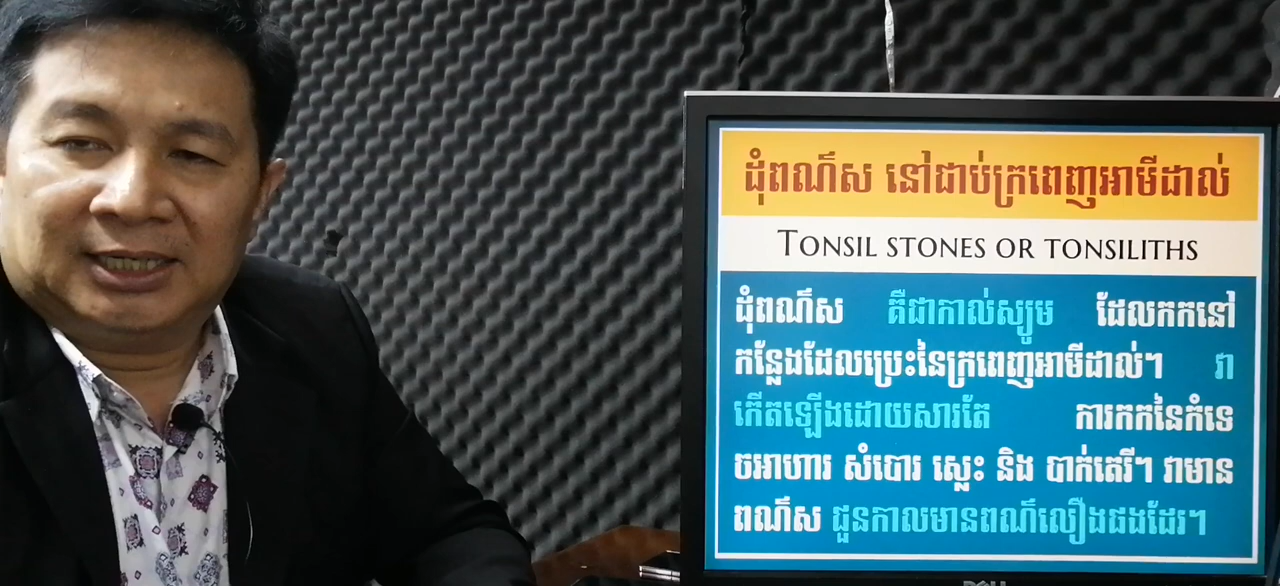 ដុំពណ៌ស នៅជាប់ក្រពេញអាមីដាល់
TONSIL STONES OR TONSILITHS
ដុំពណ៌ស គឺជាកាល់ស្យូម ដែលកកនៅ
កន្លែងដែលប្រេះនៃក្រពេញអាមីដាល់។ វា
កើតឡើងដោយសារតែ ការកកនៃកំទេ
ចអាហារ សំបោរ ស្លេះ និង បាក់តេរី។ វាមាន
ពណ៌ស ជួនកាលមានពណ៌លឿងផងដែរ។